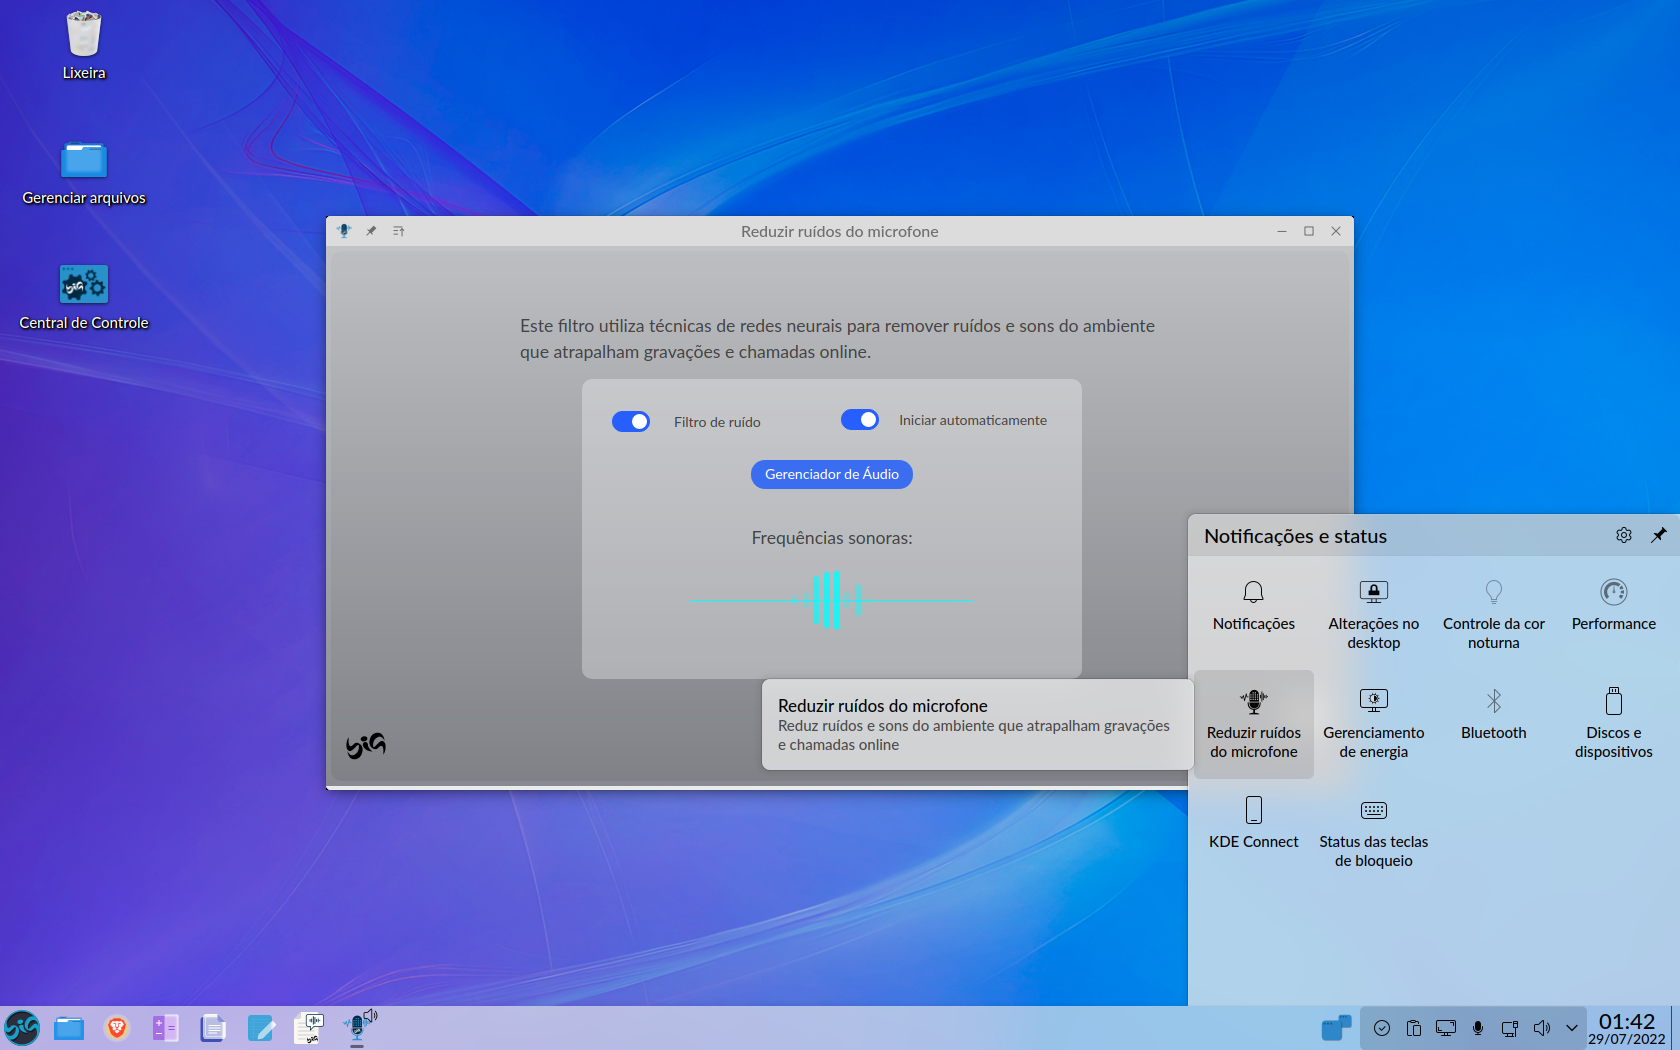 Lixeira
Gerenciar arquivos
Central de Controle
Reduzir ruídos do microfone
Este filtro utiliza técnicas de redes neurais para remover ruídos e sons do ambiente
que atrapalham gravações e chamadas online.
Filtro de ruído
Iniciar automaticamente
Gerenciador de Áudio
Frequências sonoras:
big
Reduzir ruídos do microfone
Reduz ruídos e sons do ambiente que atrapalham gravações
e chamadas online
Notificações e status
Notificações
Alterações no
desktop
Controle da cor
noturna
Performance
Reduzir ruídos
do microfone
Gerenciamento
de energia
Bluetooth
Discos e
dispositivos
KDE Connect
Status das teclas
de bloqueio
01:42
29/07/2022